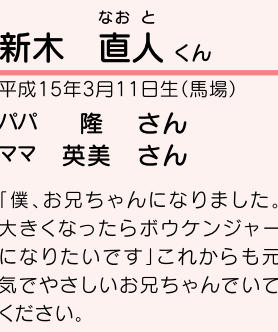 なお と
新木 直人 くん
平成15年3月11日生(馬場)
パパ 隆 さん
ママ 英美 さん
「僕、お兄ちゃんになりました。
大きくなったらボウケンジャー
になりたいです」これからも元
気でやさしいお兄ちゃんでいて
ください。